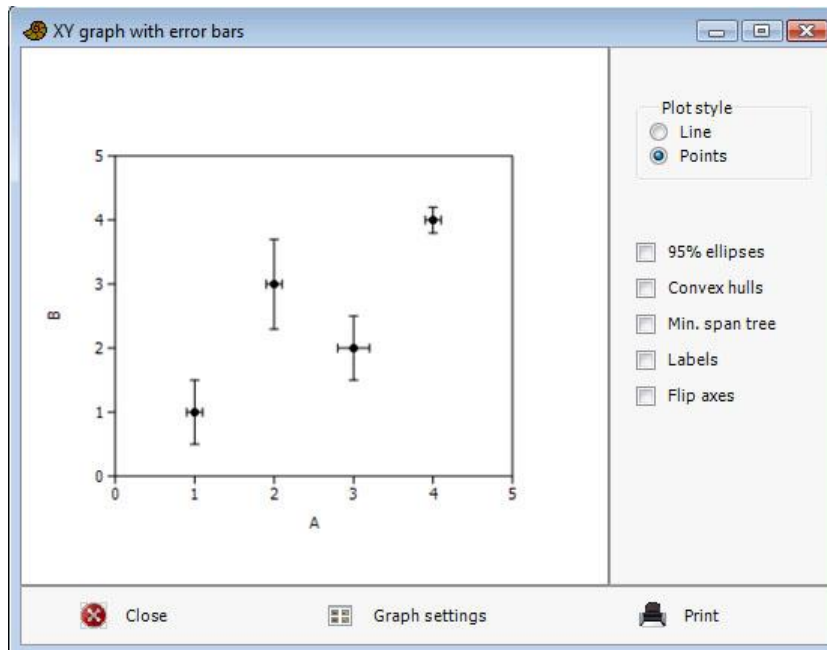 XY graph with error bars
Plot style
Line
Points
95% ellipses
Convex hulls
Min. span tree
Labels
Flip axes
5
4
3
2
1
0
B
0 1 2 3 4 5
A
Close Graph settings Print